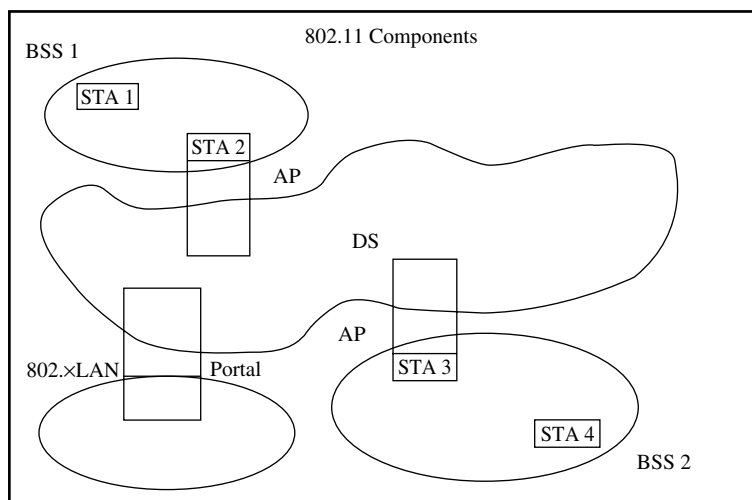 802.11 Components
BSS 1
STA 1
STA 2
AP
DS
AP
802.×LAN
Portal
STA 3
STA 4
BSS 2